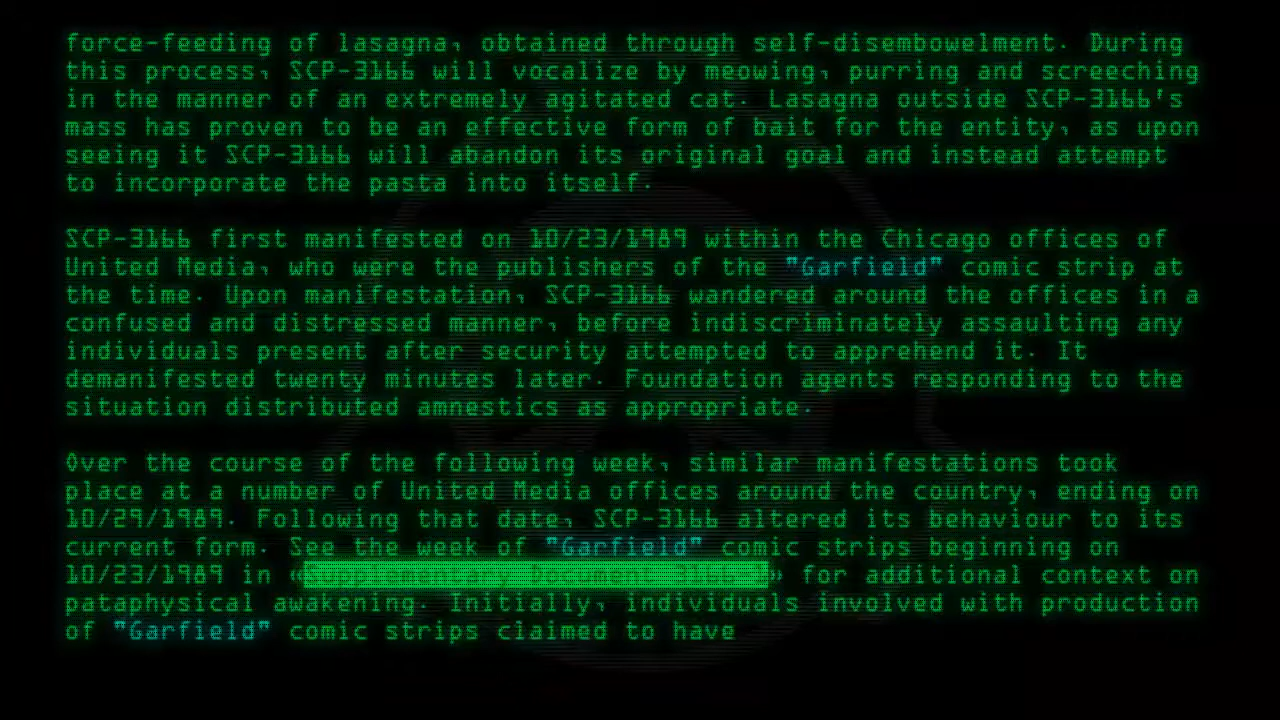 force-feeding of lasagna, obtained through self-disembowelment. During
this process, SCP-3166 will vocalize by meowing, purring and screeching
in the manner of an extremely agitated cat. Lasagna outside SCP-3166's
mass has proven to be an effective form of bait for the entity, as upon
seeing it SCP-3166 will abandon its original goal and instead attempt
to incorporate the pasta into itself.
SCP-3166 first manifested on 10/23/1989 within the Chicago offices of
United Media, who were the publishers of the "Garfield" comic strip at
the time. Upon manifestation, SCP-3166 wandered around the offices in a
confused and distressed manner, before indiscriminately assaulting any
individuals present after security attempted to apprehend it. It
demanifested twenty minutes later. Foundation agents responding to the
situation distributed amnestics as appropriate.
Over the course of the following week, similar manifestations took
place at a number of United Media offices around the country, ending on
10/29/1989. Following that date, SCP-3166 altered its behaviour to its
current form. See the week of "Garfield" comic strips beginning on
10/23/1989 in «Supplementary Document » for additional context on
pataphysical awakening. Initially, individuals involved with production
of "Garfield" comic strips claimed to have